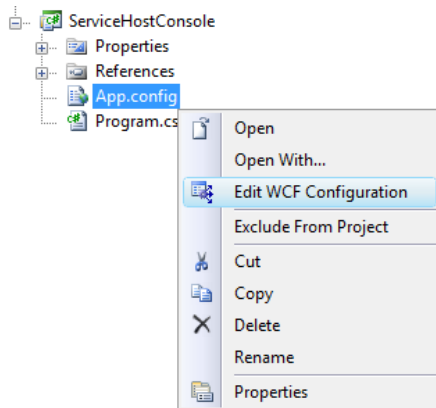 ServiceHostConsole
Properties
References
App.config
Program.cs
Open
Open With...
Edit WCF Configuration
Exclude From Project
Cut
Copy
Delete
Rename
Properties